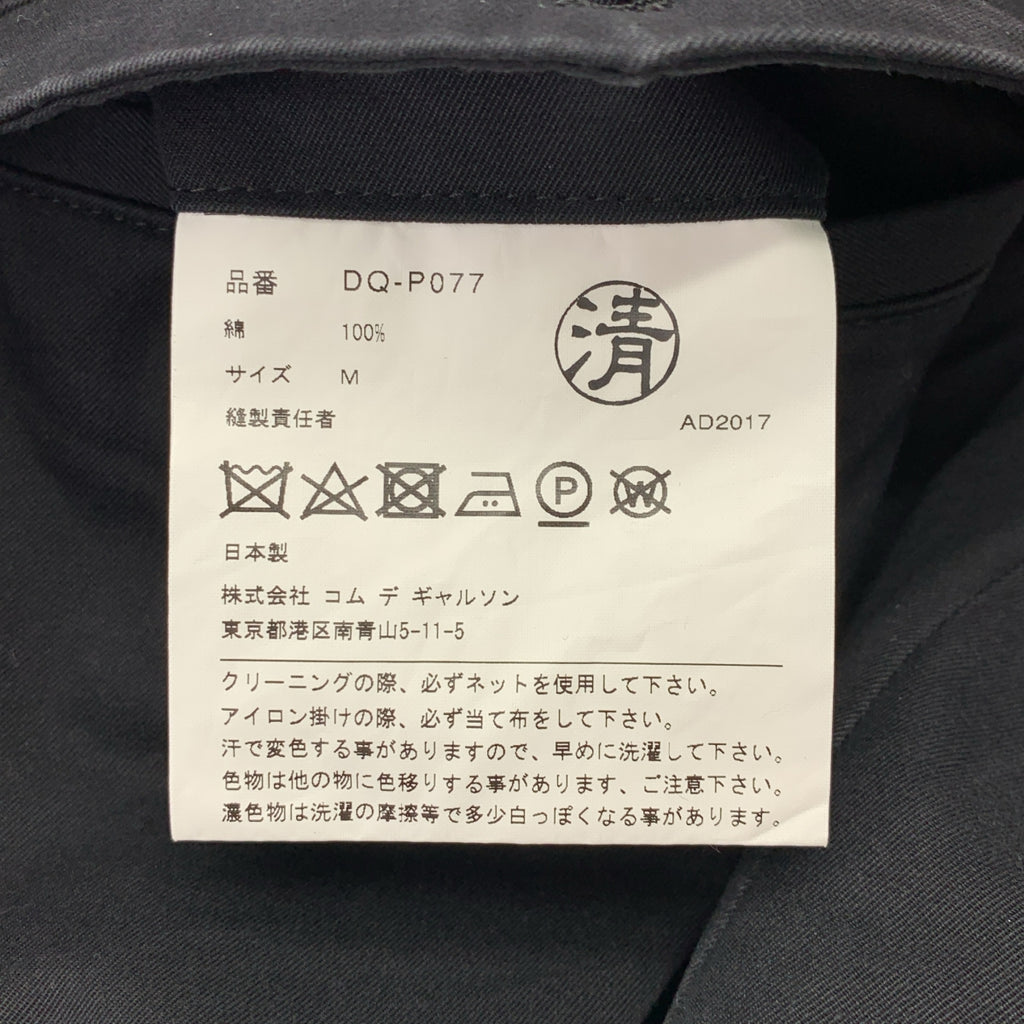 品番 DQ-P077
綿 100%
清
サイズ M
縫製責任者
AD2017
P W
日本製
株式会社 コム デ ギャルソン
東京都港区南青山5-11-5
クリーニングの際、必ずネットを使用して下さい。
アイロン掛けの際、必ず当て布をして下さい。
汗で変色する事がありますので、早めに洗濯して下さい。
色物は他の物に色移りする事があります、ご注意下さい。
濃色物は洗濯の摩擦等で多少白っぽくなる事があります。